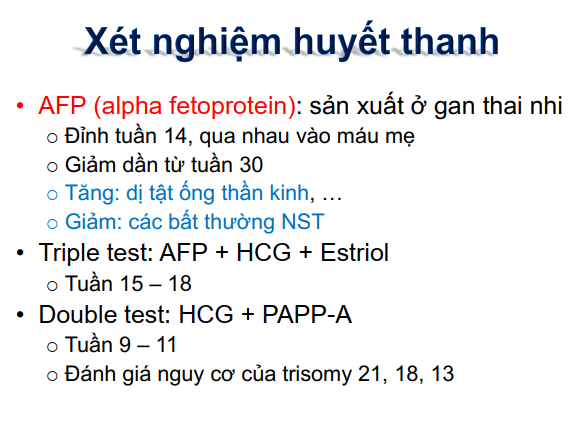 Xét nghiệm huyết thanh
• AFP (alpha fetoprotein): sản xuất ở gan thai nhi
o Đỉnh tuần 14, qua nhau vào máu mẹ
o Giảm dần từ tuần 30
o Tăng: dị tật ống thần kinh, …
o Giảm: các bất thường NST
• Triple test: AFP + HCG + Estriol
o Tuần 15 – 18
• Double test: HCG + PAPP-A
o Tuần 9 – 11
o Đánh giá nguy cơ của trisomy 21, 18, 13